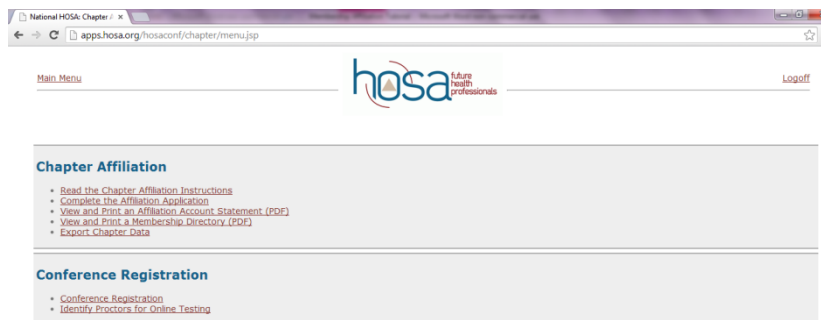 National HOSA: Chapter A
apps.hosa.org/hosaconf/chapter/menu.jsp
Main Menu
hosa future health professionals
Logoff
Chapter Affiliation
Read the Chapter Affiliation Instructions
Complete the Affiliation Application
View and Print an Affiliation Account Statement (PDF)
View and Print a Membership Directory (PDF)
Export Chapter Data
Conference Registration
Conference Registration
Identify Proctors for Online Testing